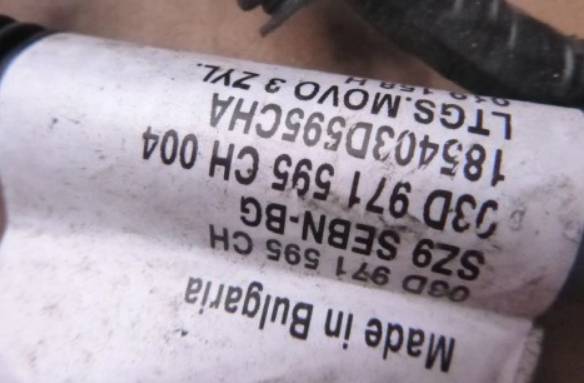 Made in Bulgaria
03D 971 595 CH
SZ9 SEBN-BG
03D 971 595 CH 004
185403D595CHA
LTGS.MOVO 3 ZYL.